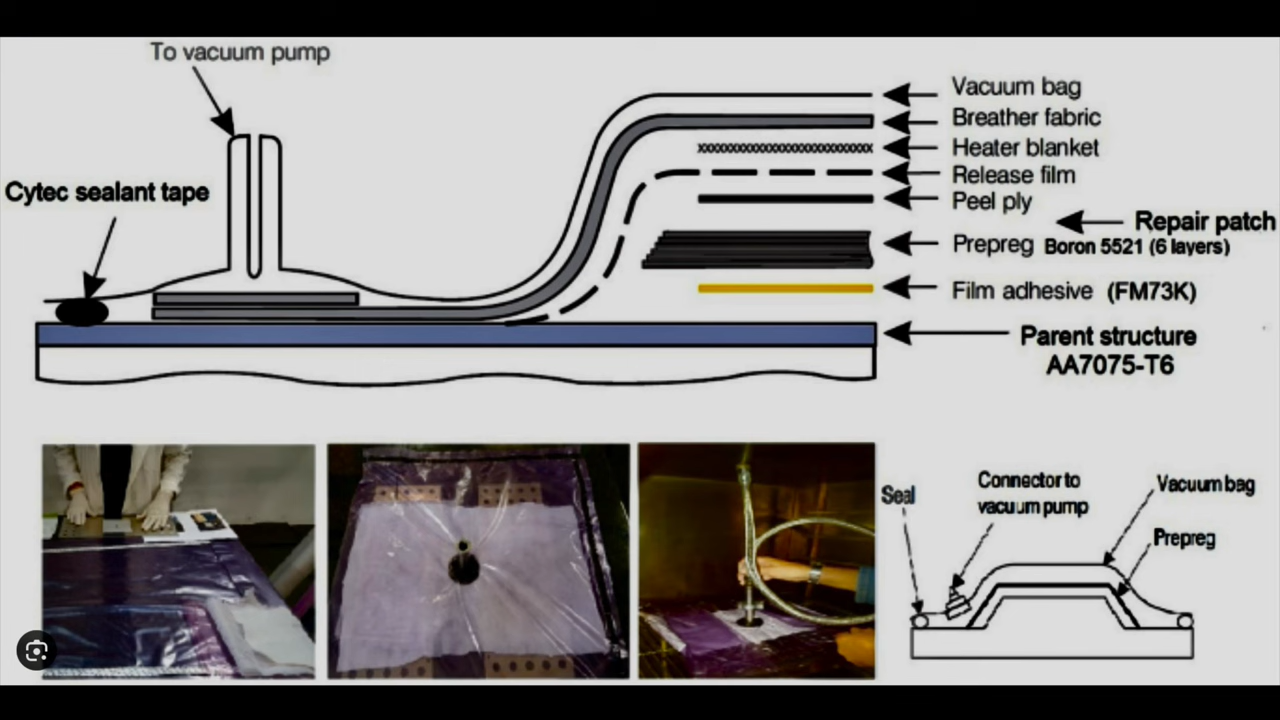 To vacuum pump
Cytec sealant tape
Vacuum bag
Breather fabric
Heater blanket
Release film
Peel ply
Repair patch
Prepreg Boron 5521 (6 layers)
Film adhesive (FM73K)
Parent structure
AA7075-T6
Seal
Connector to
vacuum pump
Vacuum bag
Prepreg